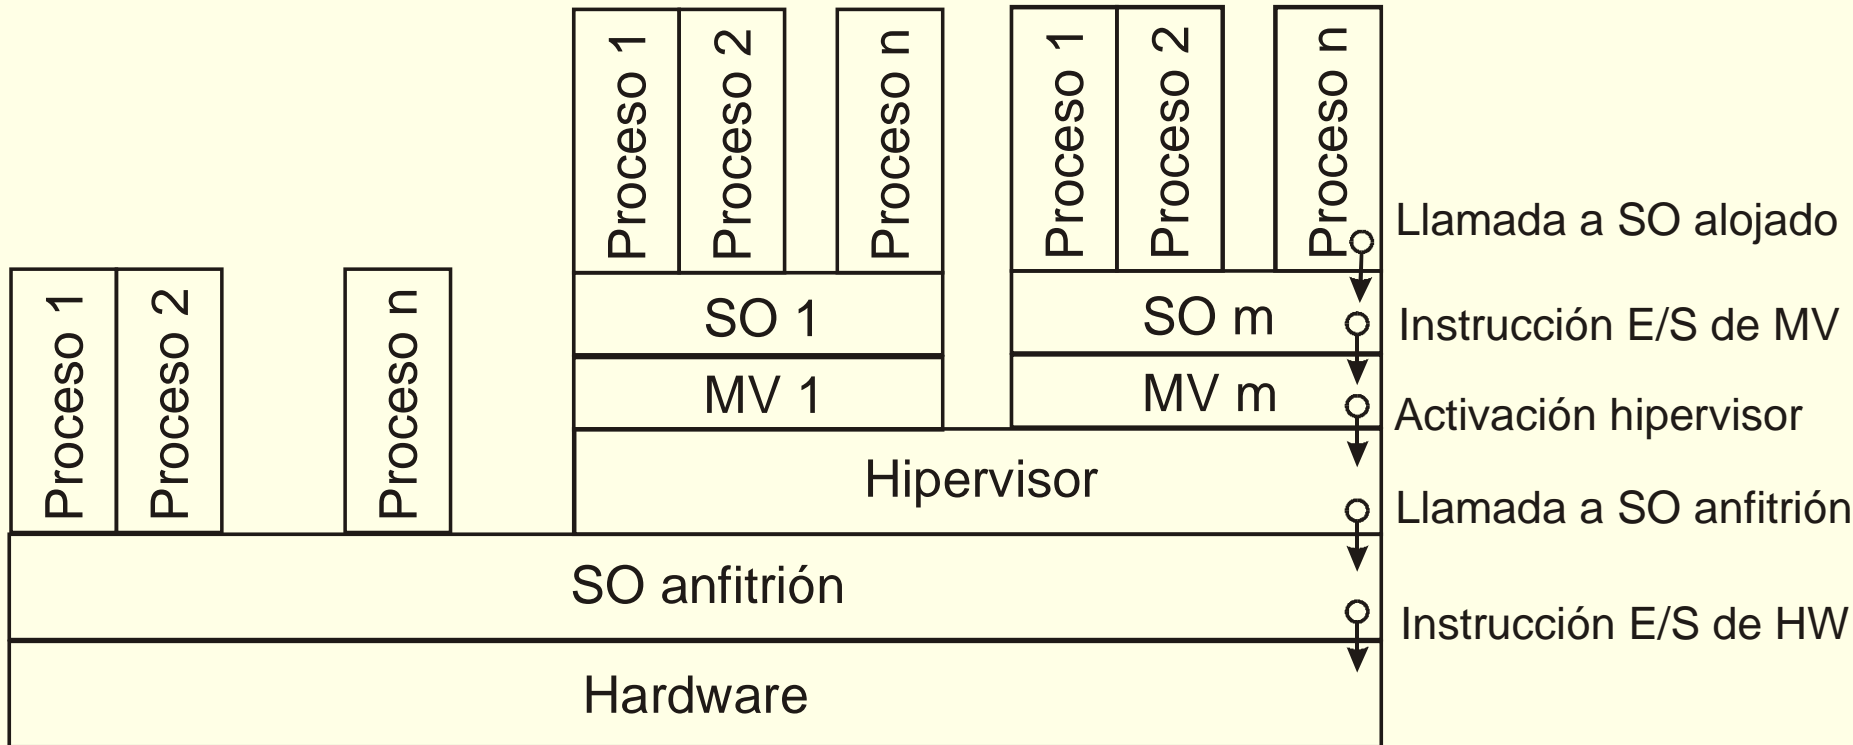 Proceso 1
Proceso 2
Proceso n
Proceso 1
Proceso 2
Proceso n
Llamada a SO alojado
Proceso 1
Proceso 2
Proceso n
SO 1
SO m
Instrucción E/S de MV
MV 1
MV m
Activación hipervisor
Hipervisor
Llamada a SO anfitrión
SO anfitrión
Instrucción E/S de HW
Hardware